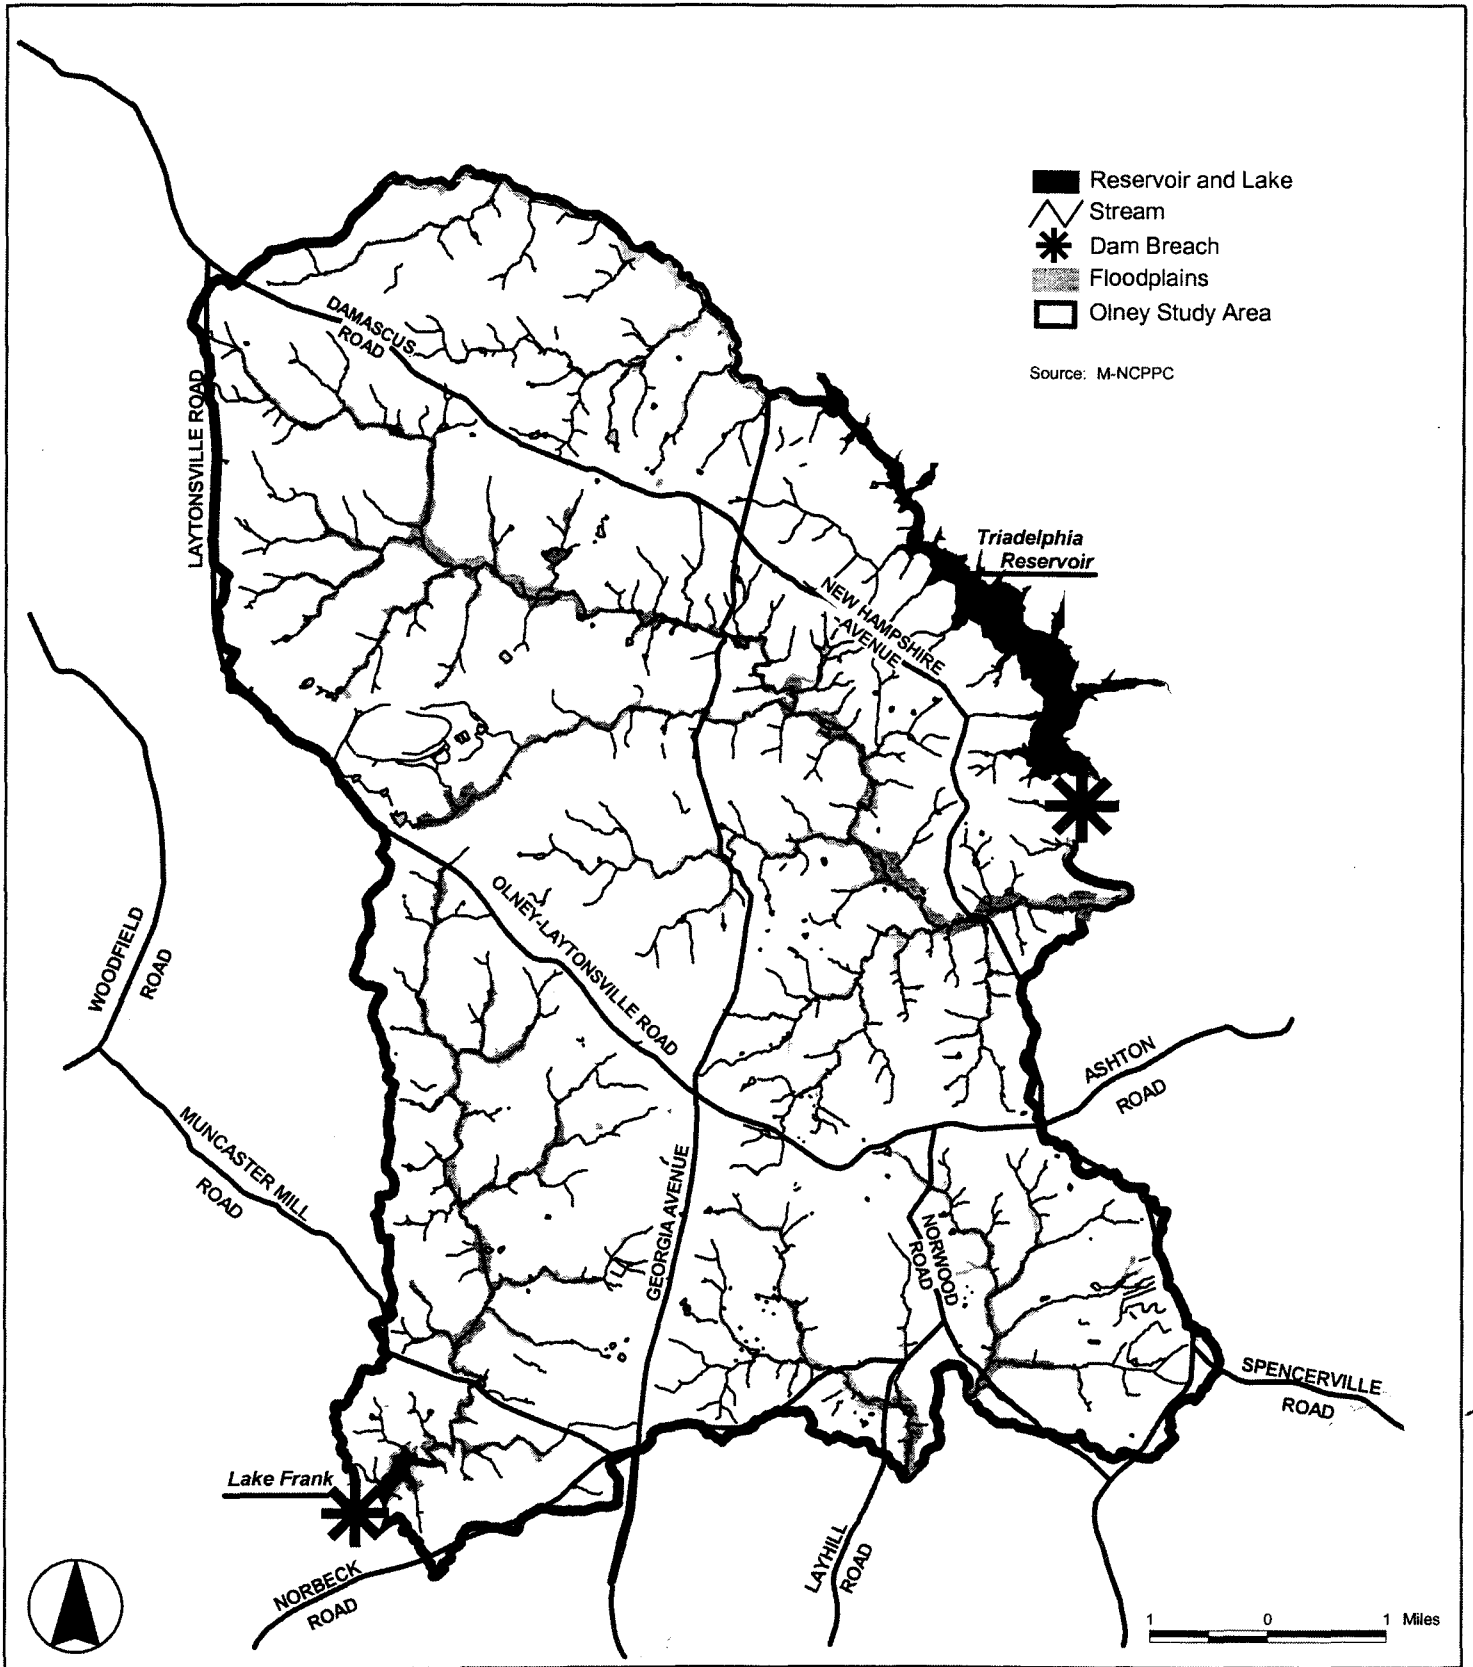 Reservoir and Lake
Stream
Dam Breach
Floodplains
Olney Study Area
Source: M-NCPPC
DAMASCUS
ROAD
LAYTONSVILLE ROAD
Triadelphia
Reservoir
NEW HAMPSHIRE
AVENUE
OLNEY-LAYTONSVILLE ROAD
WOODFIELD
ROAD
ASHTON
ROAD
MUNCASTER MILL
ROAD
GEORGIA AVENUE
NORWOOD
ROAD
SPENCERVILLE
ROAD
Lake Frank
NORBECK
ROAD
LAYHILL
ROAD
1 0 1 Miles